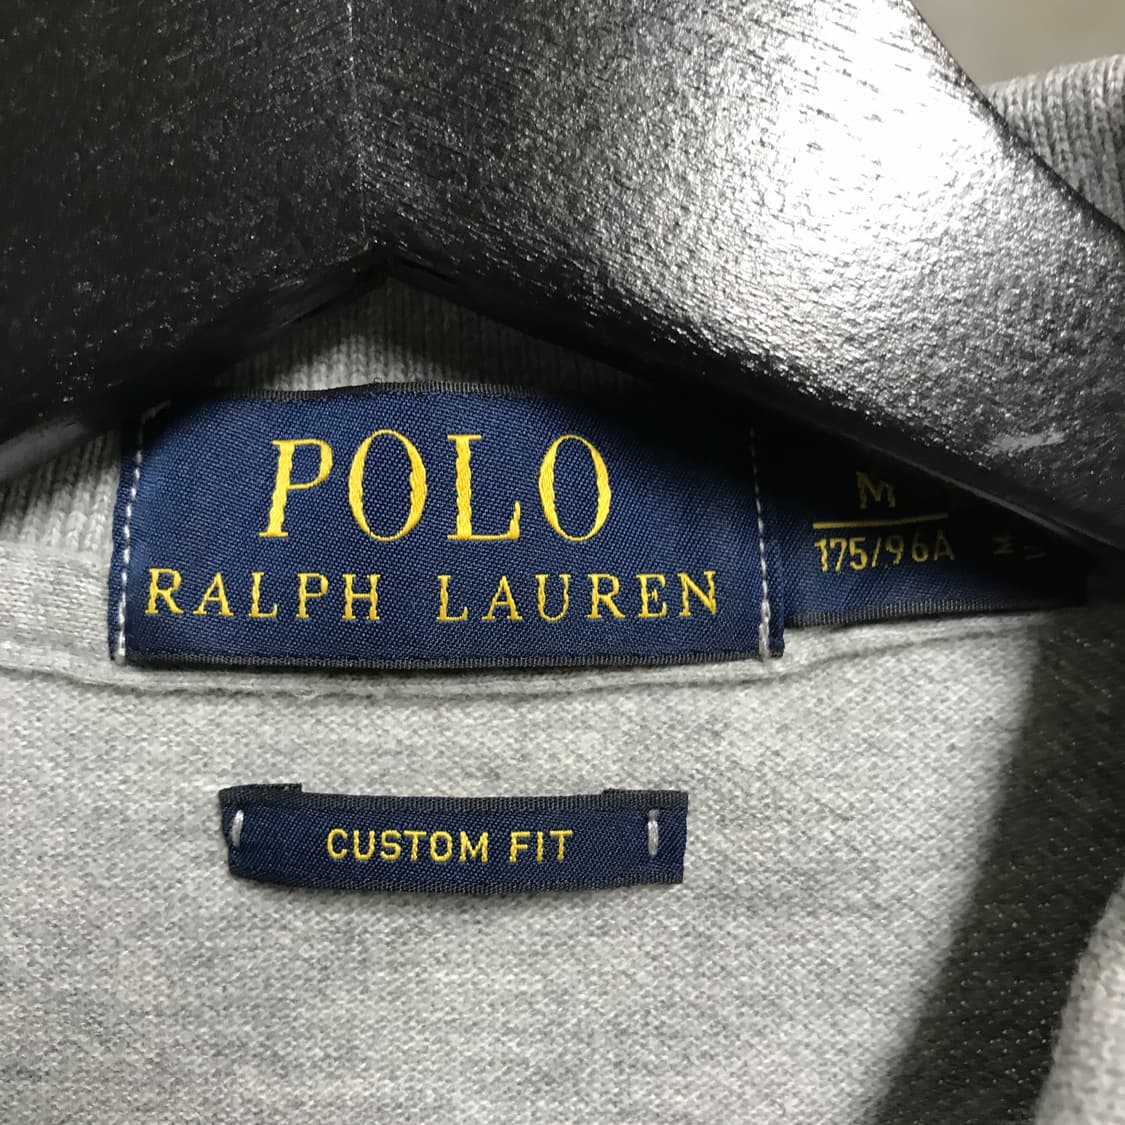 POLO
RALPH LAUREN
M
175/96A
CUSTOM FIT